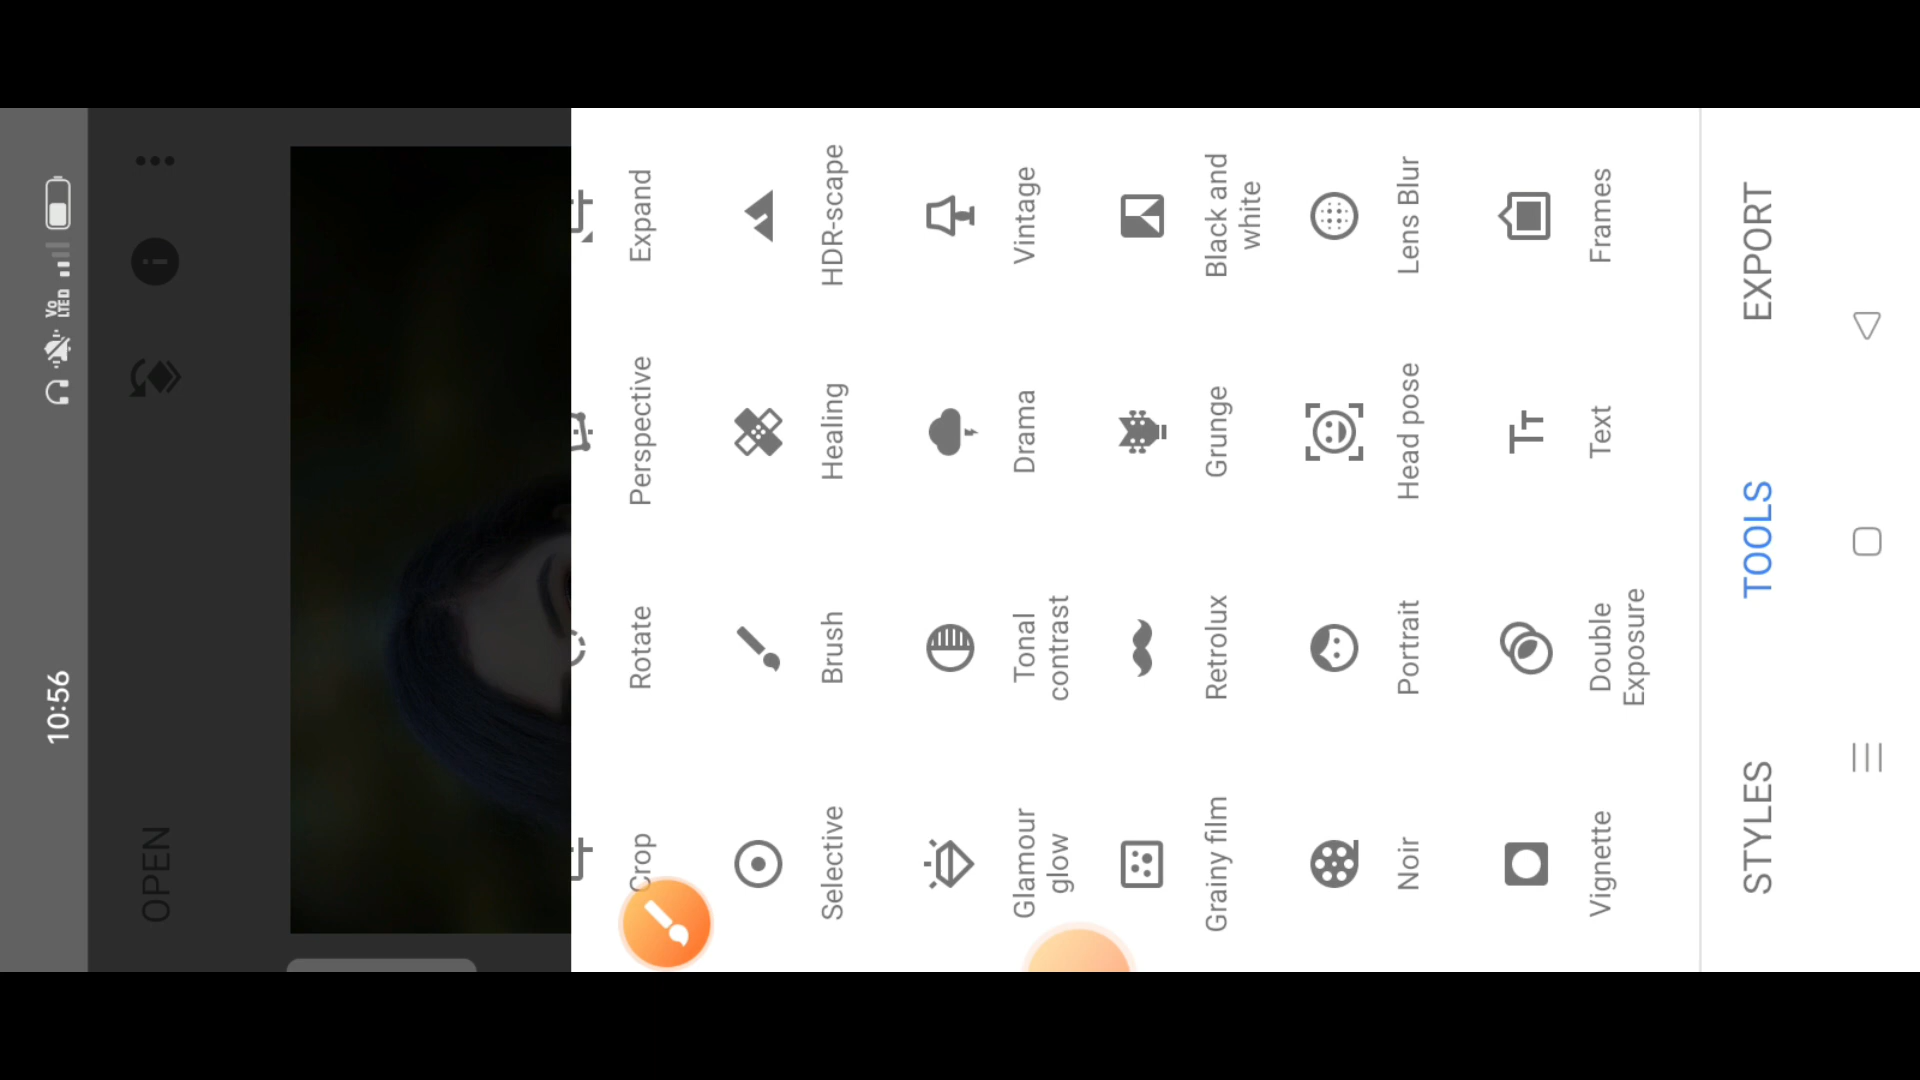 10:56
Vo
LTE
OPEN
Crop
Rotate
Perspective
Expand
Selective
Brush
Healing
HDR-scape
Glamour
glow
Tonal
contrast
Drama
Vintage
Grainy film
Retrolux
Grunge
Black and
white
Noir
Portrait
Head pose
Lens Blur
Vignette
Double
Exposure
Text
Frames
STYLES
TOOLS
EXPORT